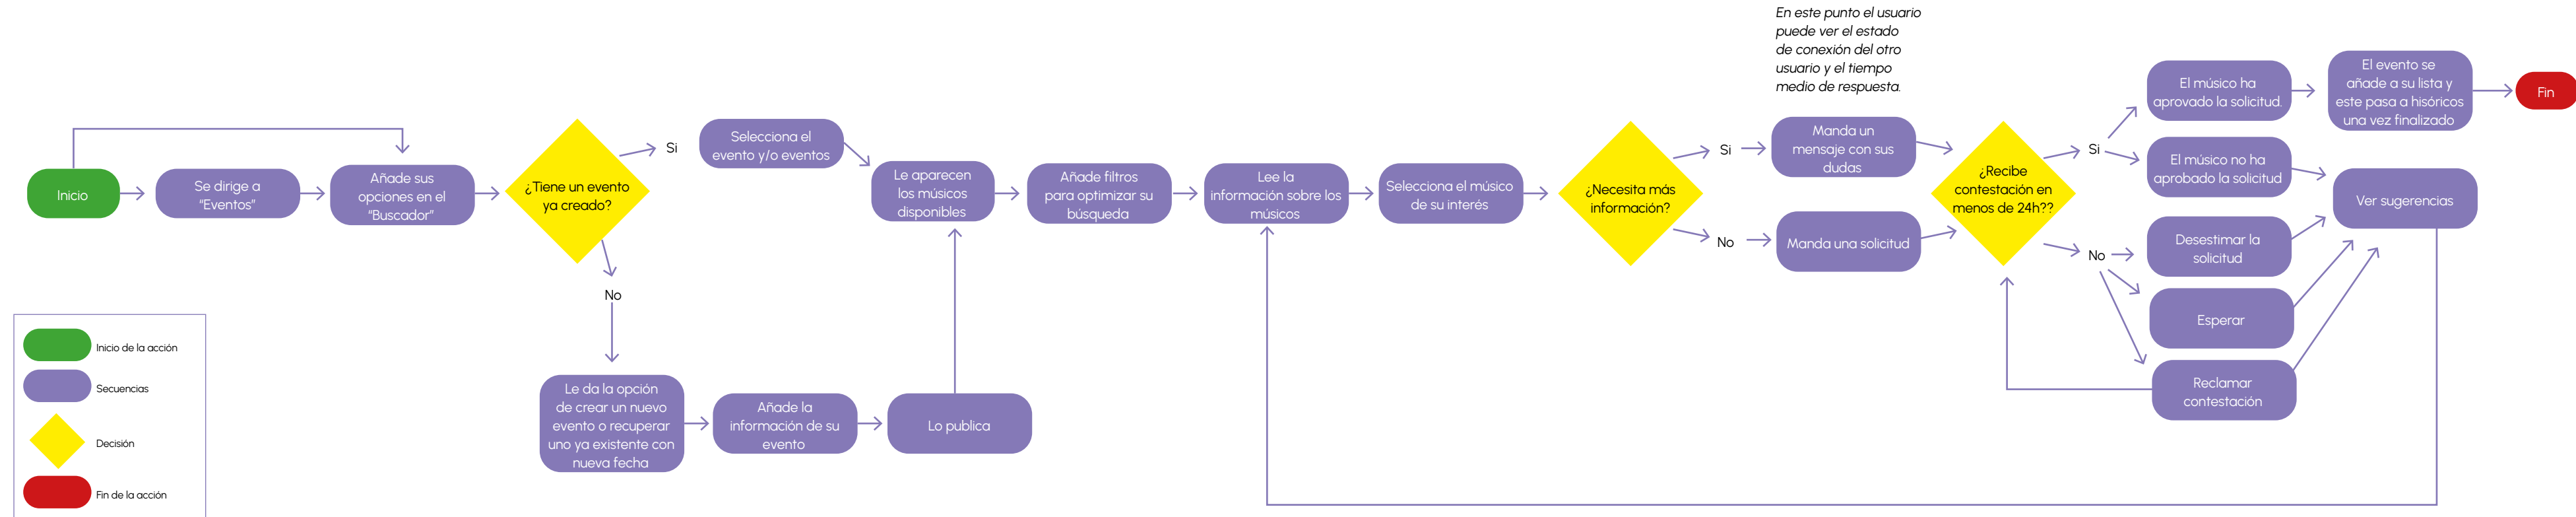 Inicio
Se dirige a
"Eventos"
Añade sus
opciones en el
"Buscador"
¿Tiene un evento
ya creado?
Si
Selecciona el
evento y/o eventos
No
Le da la opción
de crear un nuevo
evento o recuperar
uno ya existente con
nueva fecha
Añade la
información de su
evento
Lo publica
Le aparecen
los músicos
disponibles
Añade filtros
para optimizar su
búsqueda
Lee la
información sobre los
músicos
Selecciona el músico
de su interés
¿Necesita más
información?
Si
No
En este punto el usuario
puede ver el estado
de conexión del otro
usuario y el tiempo
medio de respuesta.
Manda un
mensaje con sus
dudas
Manda una solicitud
¿Recibe
contestación en
menos de 24h??
Si
El músico ha
aprovado la solicitud.
El evento se
añade a su lista y
este pasa a hisóricos
una vez finalizado
Fin
El músico no ha
aprobado la solicitud
Ver sugerencias
No
Desestimar la
solicitud
Esperar
Reclamar
contestación
Inicio de la acción
Secuencias
Decisión
Fin de la acción